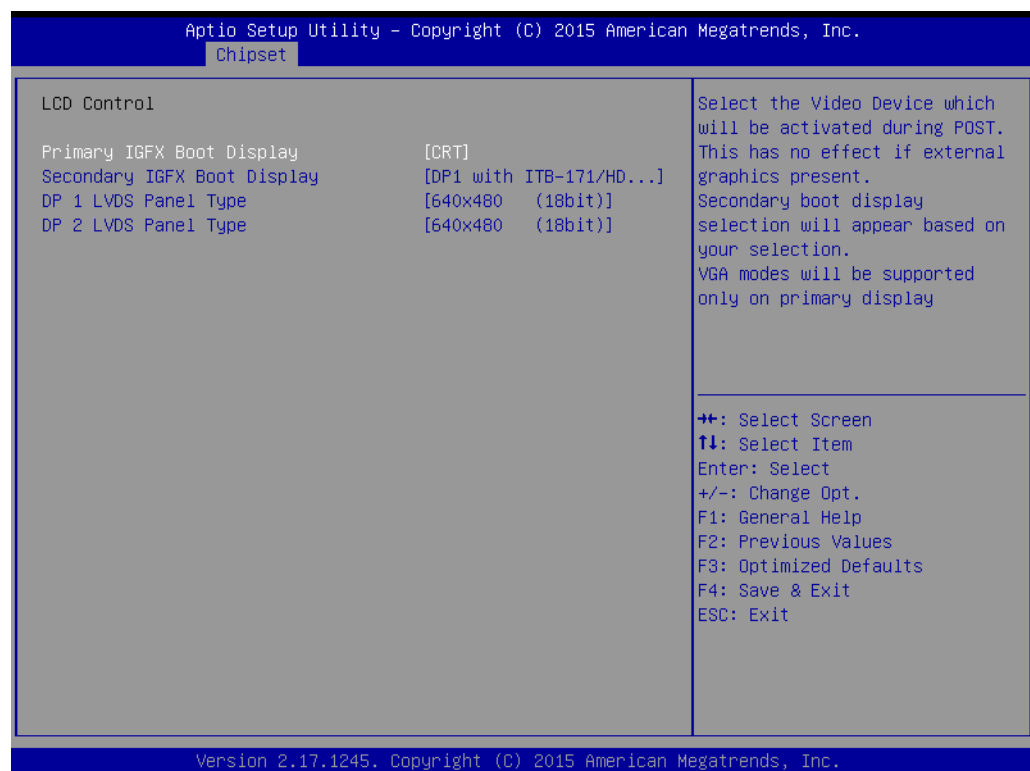 Aptio Setup Utility – Copyright (C) 2015 American Megatrends, Inc.
Chipset
LCD Control
Primary IGFX Boot Display [CRT]
Secondary IGFX Boot Display [DP1 with ITB-171/HD...]
DP 1 LVDS Panel Type [640x480 (18bit)]
DP 2 LVDS Panel Type [640x480 (18bit)]
Select the Video Device which
will be activated during POST.
This has no effect if external
graphics present.
Secondary boot display
selection will appear based on
your selection.
VGA modes will be supported
only on primary display
→←: Select Screen
↑↓: Select Item
Enter: Select
+/-: Change Opt.
F1: General Help
F2: Previous Values
F3: Optimized Defaults
F4: Save & Exit
ESC: Exit
Version 2.17.1245. Copyright (C) 2015 American Megatrends, Inc.